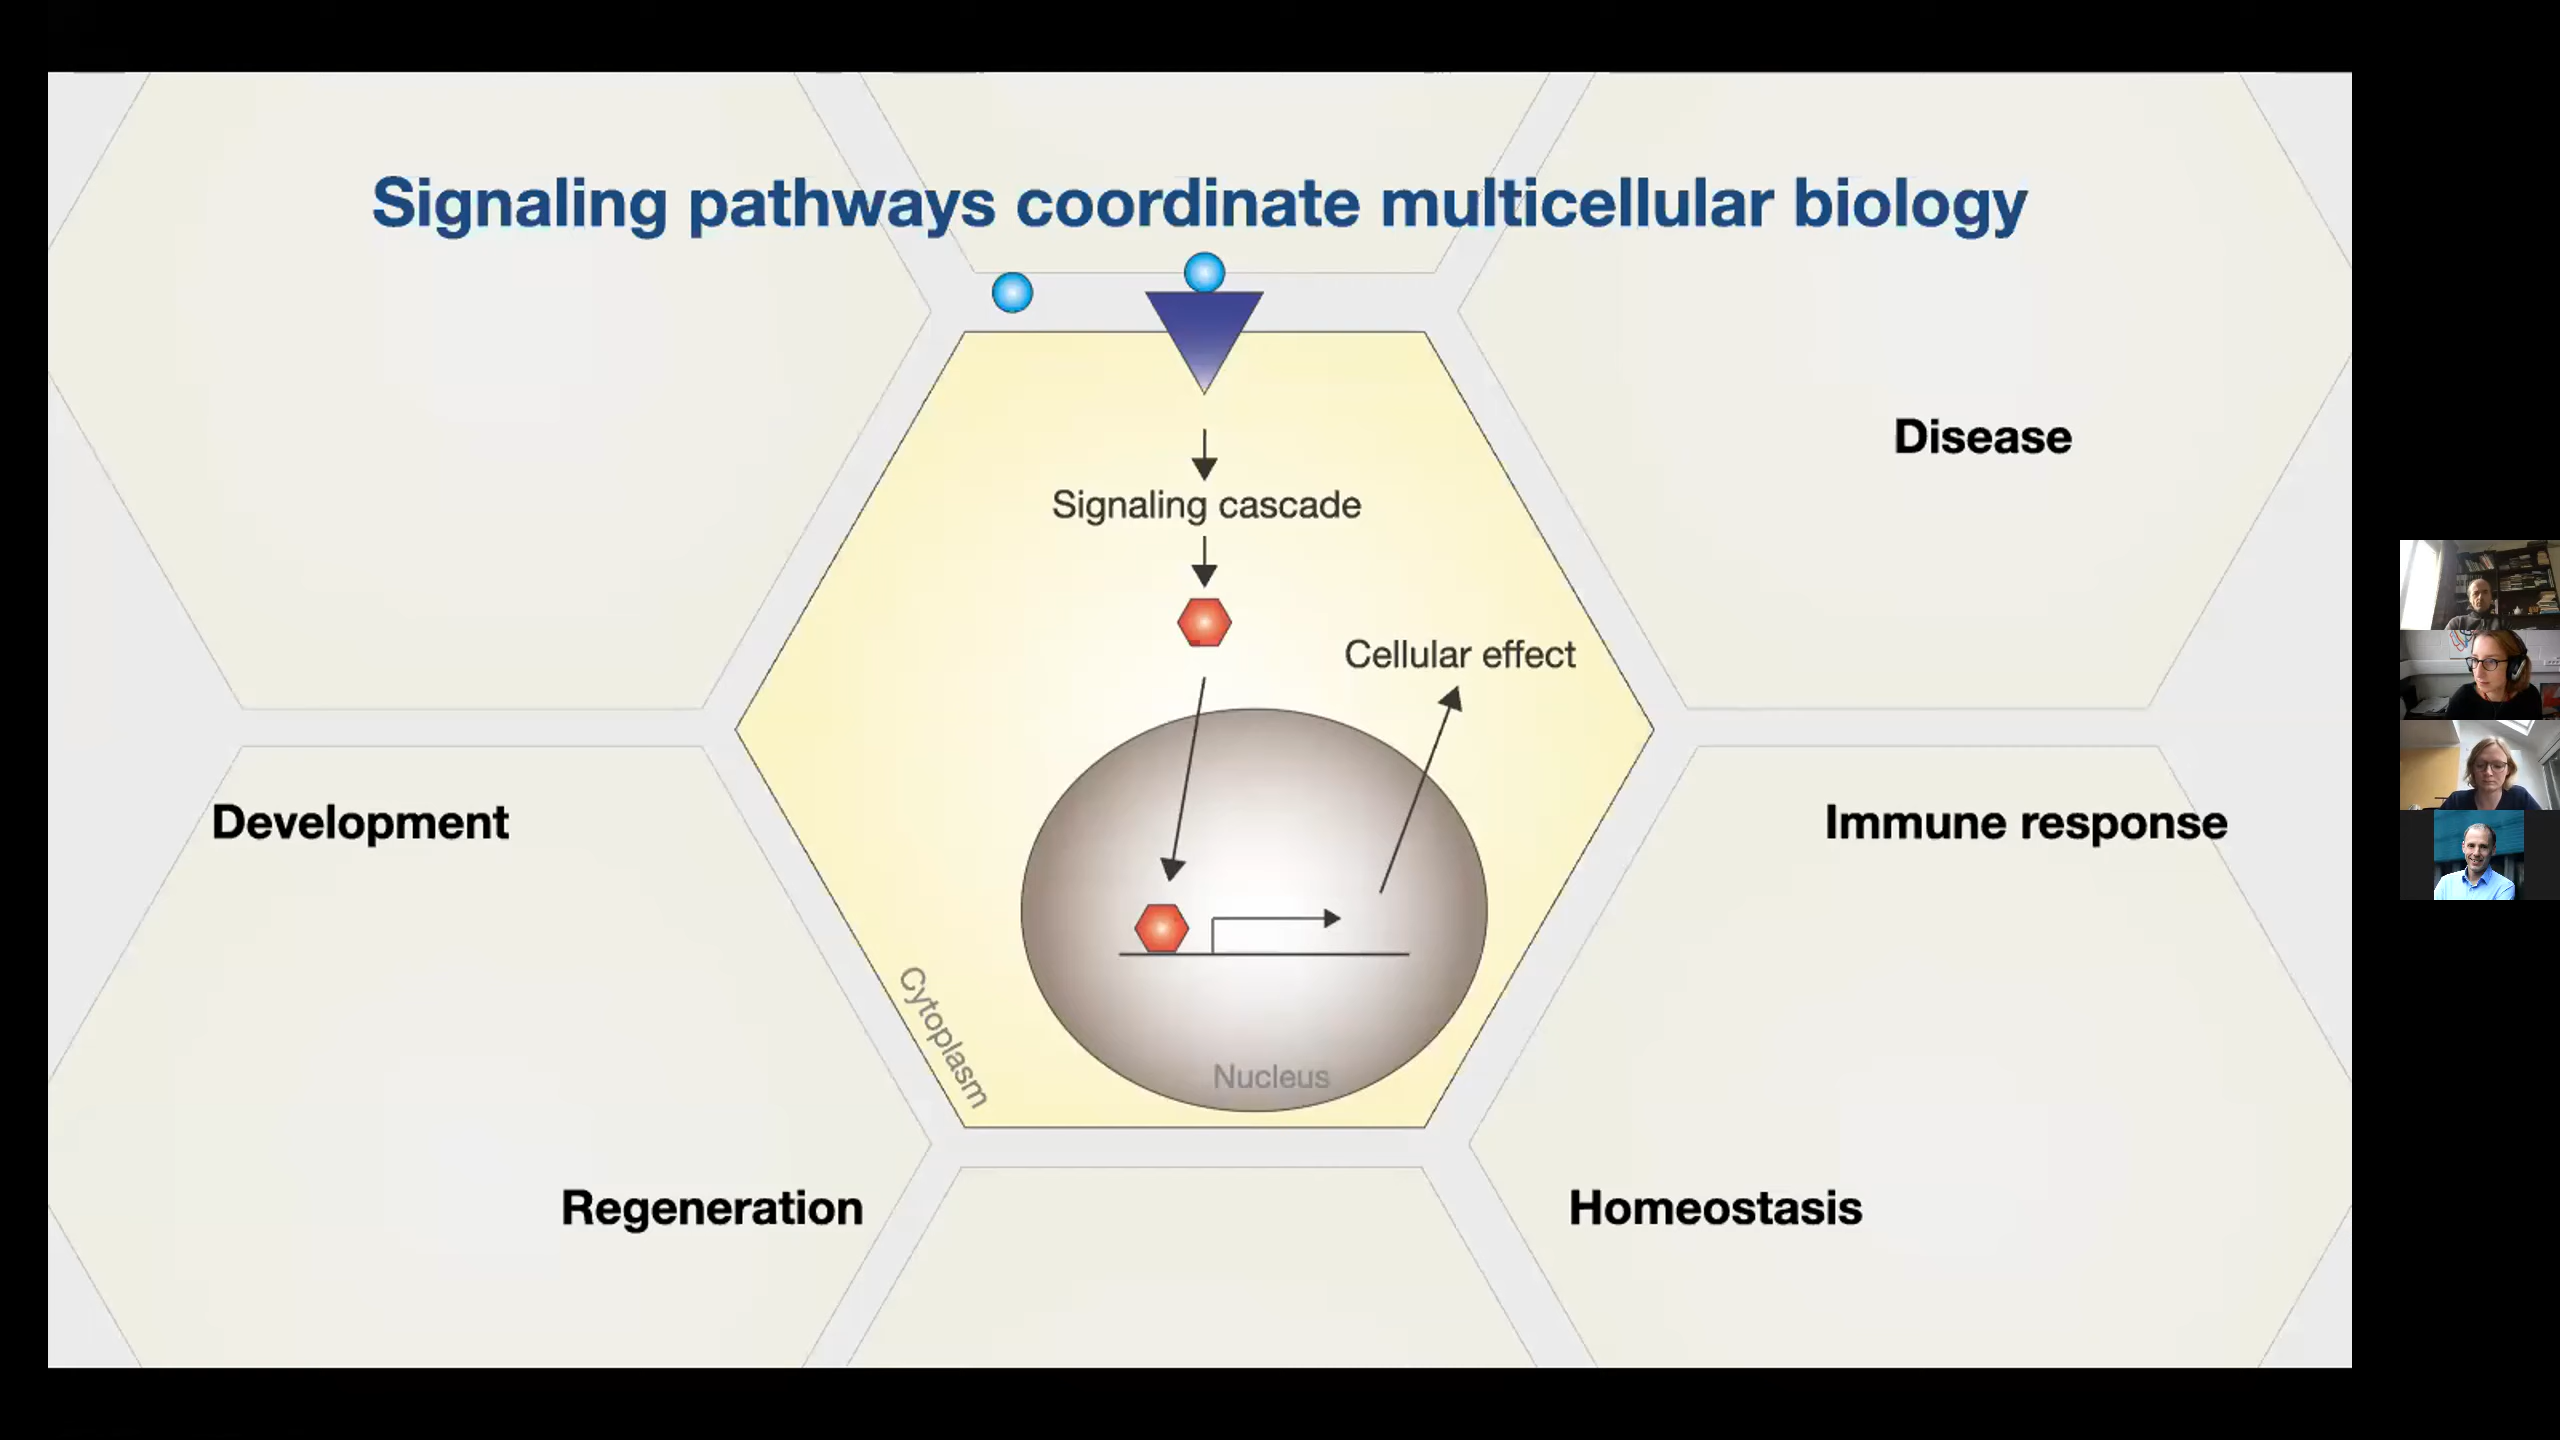 Signaling pathways coordinate multicellular biology
Disease
Signaling cascade
Cellular effect
Development
Immune response
Cytoplasm
Nucleus
Regeneration
Homeostasis